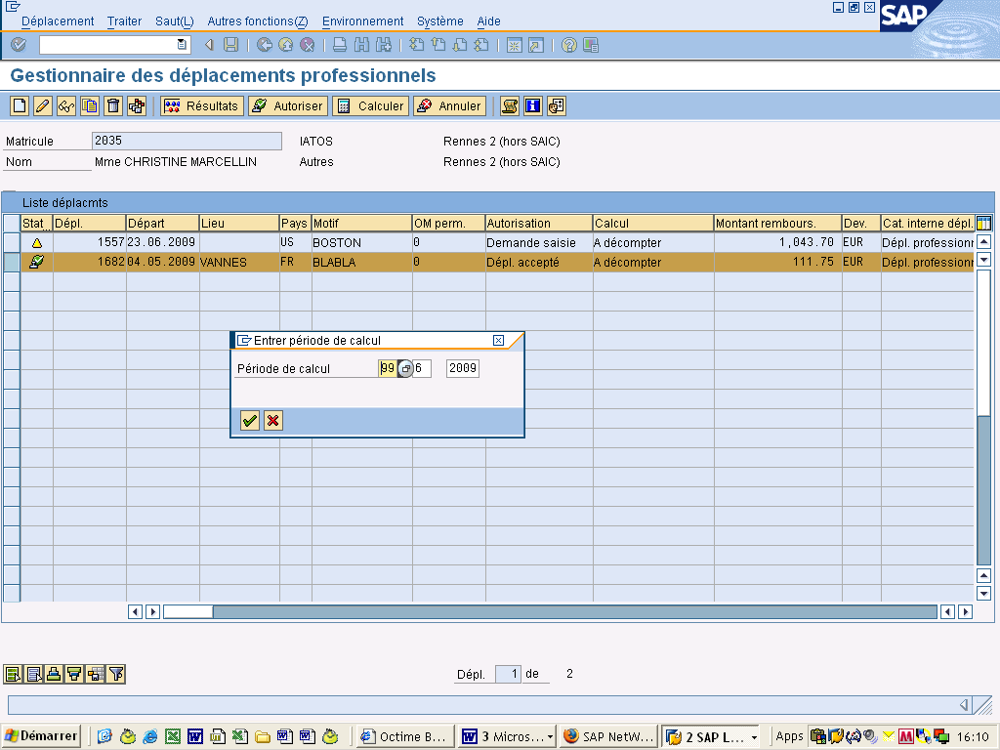 Déplacement Traiter Saut(L) Autres fonctions(Z) Environnement Système Aide
SAP
Gestionnaire des déplacements professionnels
Résultats Autoriser Calculer Annuler
Matricule 2035 IATOS Rennes 2 (hors SAIC)
Nom Mme CHRISTINE MARCELLIN Autres Rennes 2 (hors SAIC)
Liste déplacmts
Stat.. Dépl. Départ Lieu Pays Motif OM perm. Autorisation Calcul Montant rembours. Dev. Cat. interne dépl.
1557 23.06.2009 US BOSTON 0 Demande saisie A décompter 1,043.70 EUR Dépl. professionn
1682 04.05.2009 VANNES FR BLABLA 0 Dépl. accepté A décompter 111.75 EUR Dépl. professionn
Entrer période de calcul
Période de calcul 99 6 2009
Dépl. 1 de 2
Démarrer Octime B... 3 Micros... SAP NetW... 2 SAP L... Apps 16:10